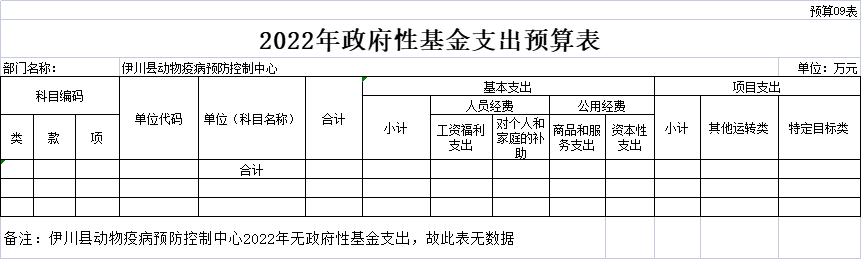 预算09表
2022年政府性基金支出预算表
部门名称： 伊川县动物疫病预防控制中心 单位：万元
科目编码 单位代码 单位（科目名称） 合计 基本支出 项目支出
小计 人员经费 公用经费 小计 其他运转类 特定目标类
类 款 项 工资福利支出 对个人和家庭的补助 商品和服务支出 资本性支出
合计
备注：伊川县动物疫病预防控制中心2022年无政府性基金支出，故此表无数据